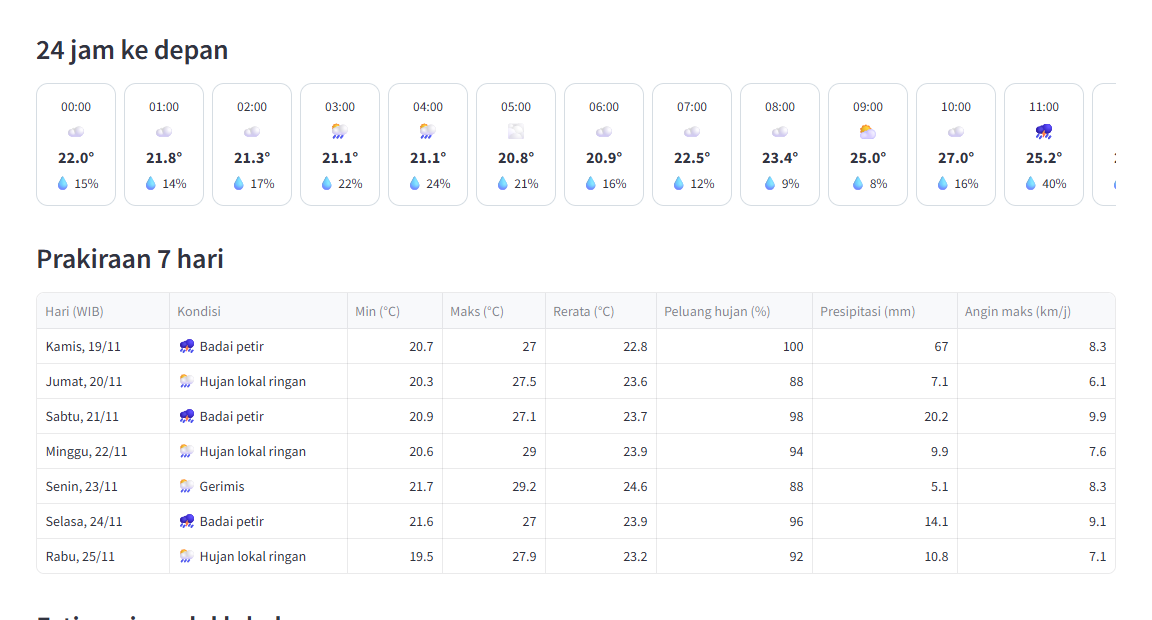 24 jam ke depan
00:00 01:00 02:00 03:00 04:00 05:00 06:00 07:00 08:00 09:00 10:00 11:00
22.0° 21.8° 21.3° 21.1° 21.1° 20.8° 20.9° 22.5° 23.4° 25.0° 27.0° 25.2°
15% 14% 17% 22% 24% 21% 16% 12% 9% 8% 16% 40%
Prakiraan 7 hari
Hari (WIB) Kondisi Min (°C) Maks (°C) Rerata (°C) Peluang hujan (%) Presipitasi (mm) Angin maks (km/j)
Kamis, 19/11 Badai petir 20.7 27 22.8 100 67 8.3
Jumat, 20/11 Hujan lokal ringan 20.3 27.5 23.6 88 7.1 6.1
Sabtu, 21/11 Badai petir 20.9 27.1 23.7 98 20.2 9.9
Minggu, 22/11 Hujan lokal ringan 20.6 29 23.9 94 9.9 7.6
Senin, 23/11 Gerimis 21.7 29.2 24.6 88 5.1 8.3
Selasa, 24/11 Badai petir 21.6 27 23.9 96 14.1 9.1
Rabu, 25/11 Hujan lokal ringan 19.5 27.9 23.2 92 10.8 7.1